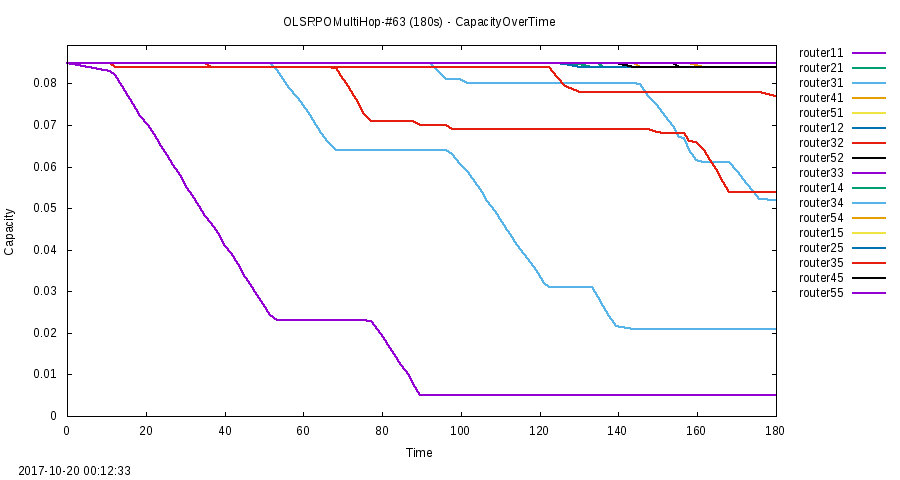 OLSRPPOMultiHop-#63 (180s) - CapacityOverTime
router11
router21
router31
router41
router51
router12
router32
router52
router33
router14
router34
router54
router15
router25
router35
router45
router55
Capacity
0.08
0.07
0.06
0.05
0.04
0.03
0.02
0.01
0
0 20 40 60 80 100 120 140 160 180
Time
2017-10-20 00:12:33